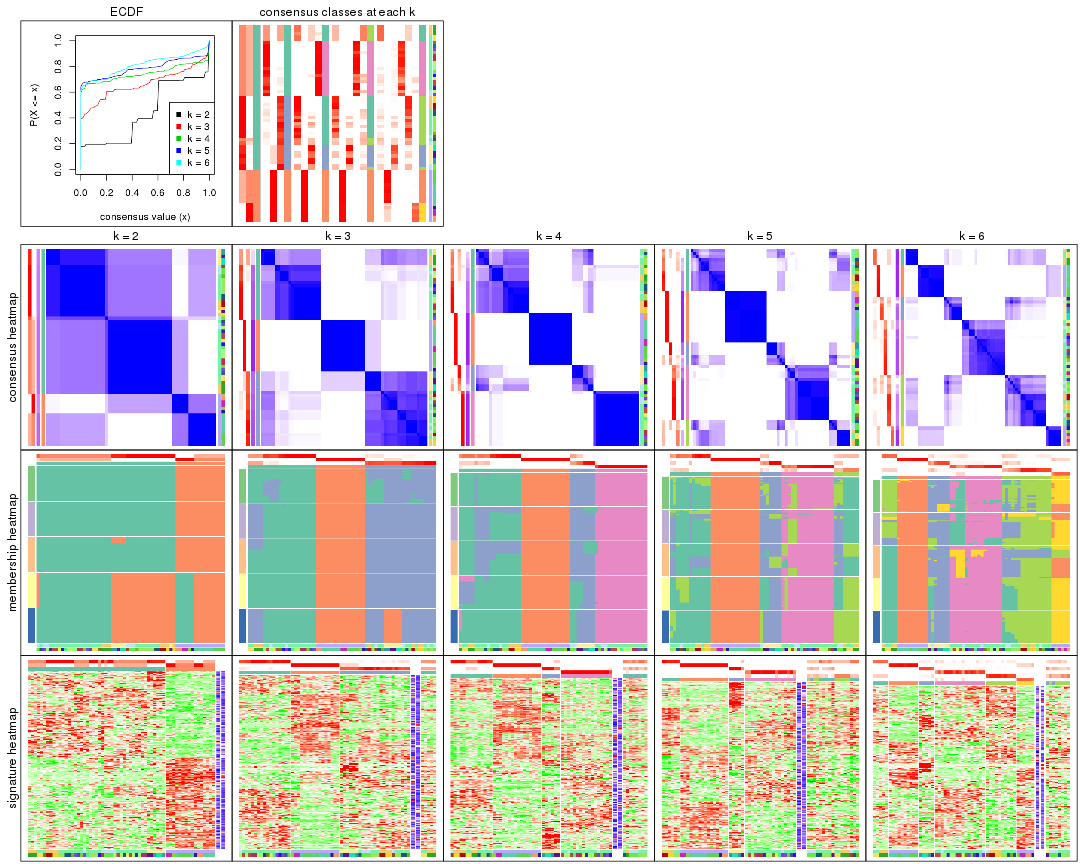 ECDF
consensus classes at each k
P(X <= x)
1.0
0.8
0.6
0.4
0.2
0.0
k = 2
k = 3
k = 4
k = 5
k = 6
0.0 0.2 0.4 0.6 0.8 1.0
consensus value (x)
k = 2
k = 3
k = 4
k = 5
k = 6
consensus heatmap
membership heatmap
signature heatmap